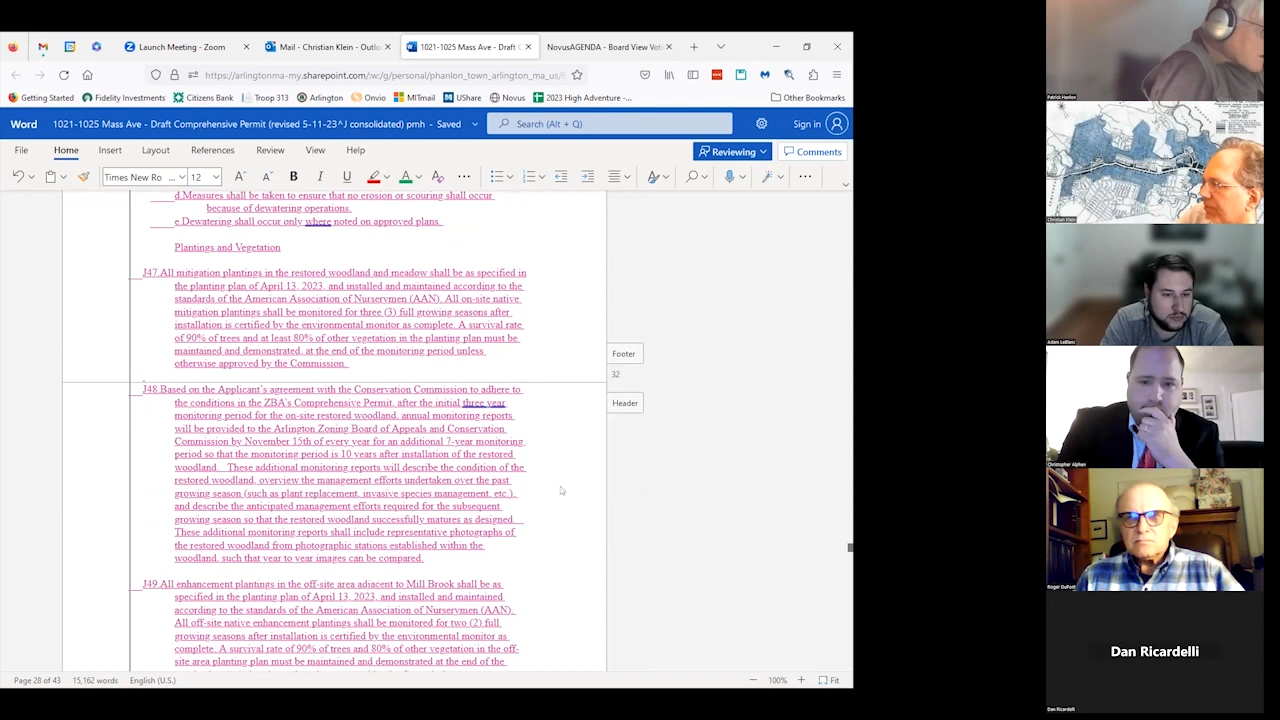 Launch Meeting - Zoom
Mail - Christian Klein - Outlo
1021-1025 Mass Ave - Draft C
NovusAGENDA - Board View Vot
https://arlingtonma-my.sharepoint.com/:w:/g/personal/phanlon_town_arlington_ma_us/
Getting Started
Fidelity Investments
Citizens Bank
Troop 313
Arlington
Onvio
MITmail
UShare
Novus
2023 High Adventure -...
Other Bookmarks
Word
1021-1025 Mass Ave - Draft Comprehensive Permit (revised 5-11-23^J consolidated) pmh - Saved
Search (Alt + Q)
Sign in
File
Home
Insert
Layout
References
Review
View
Help
Reviewing
Comments
Times New Ro ...
12
d.Measures shall be taken to ensure that no erosion or scouring shall occur
because of dewatering operations.
e.Dewatering shall occur only where noted on approved plans.
Plantings and Vegetation
J47.All mitigation plantings in the restored woodland and meadow shall be as specified in
the planting plan of April 13, 2023, and installed and maintained according to the
standards of the American Association of Nurserymen (AAN). All on-site native
mitigation plantings shall be monitored for three (3) full growing seasons after
installation is certified by the environmental monitor as complete. A survival rate
of 90% of trees and at least 80% of other vegetation in the planting plan must be
maintained and demonstrated, at the end of the monitoring period unless
otherwise approved by the Commission.
J48.Based on the Applicant's agreement with the Conservation Commission to adhere to
the conditions in the ZBA's Comprehensive Permit, after the initial three year
monitoring period for the on-site restored woodland, annual monitoring reports
will be provided to the Arlington Zoning Board of Appeals and Conservation
Commission by November 15th of every year for an additional 7-year monitoring
period so that the monitoring period is 10 years after installation of the restored
woodland. These additional monitoring reports will describe the condition of the
restored woodland, overview the management efforts undertaken over the past
growing season (such as plant replacement, invasive species management, etc.),
and describe the anticipated management efforts required for the subsequent
growing season so that the restored woodland successfully matures as designed.
These additional monitoring reports shall include representative photographs of
the restored woodland from photographic stations established within the
woodland, such that year to year images can be compared.
J49.All enhancement plantings in the off-site area adjacent to Mill Brook shall be as
specified in the planting plan of April 13, 2023, and installed and maintained
according to the standards of the American Association of Nurserymen (AAN).
All off-site native enhancement plantings shall be monitored for two (2) full
growing seasons after installation is certified by the environmental monitor as
complete. A survival rate of 90% of trees and 80% of other vegetation in the off-
site area planting plan must be maintained and demonstrated at the end of the
Footer
32
Header
Page 28 of 43
15,162 words
English (U.S.)
100%
Fit
Patrick Hanlon
Christian Klein
Adam LeBlanc
Christopher Alphen
Roger DuPont
Dan Ricardelli
Dan Ricardelli